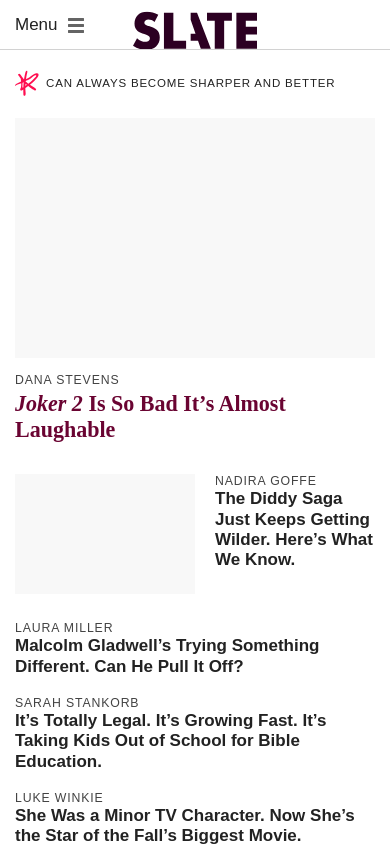 Menu
SLATE
CAN ALWAYS BECOME SHARPER AND BETTER
DANA STEVENS
Joker 2 Is So Bad It’s Almost
Laughable
NADIRA GOFFE
The Diddy Saga
Just Keeps Getting
Wilder. Here’s What
We Know.
LAURA MILLER
Malcolm Gladwell’s Trying Something
Different. Can He Pull It Off?
SARAH STANKORB
It’s Totally Legal. It’s Growing Fast. It’s
Taking Kids Out of School for Bible
Education.
LUKE WINKIE
She Was a Minor TV Character. Now She’s
the Star of the Fall’s Biggest Movie.